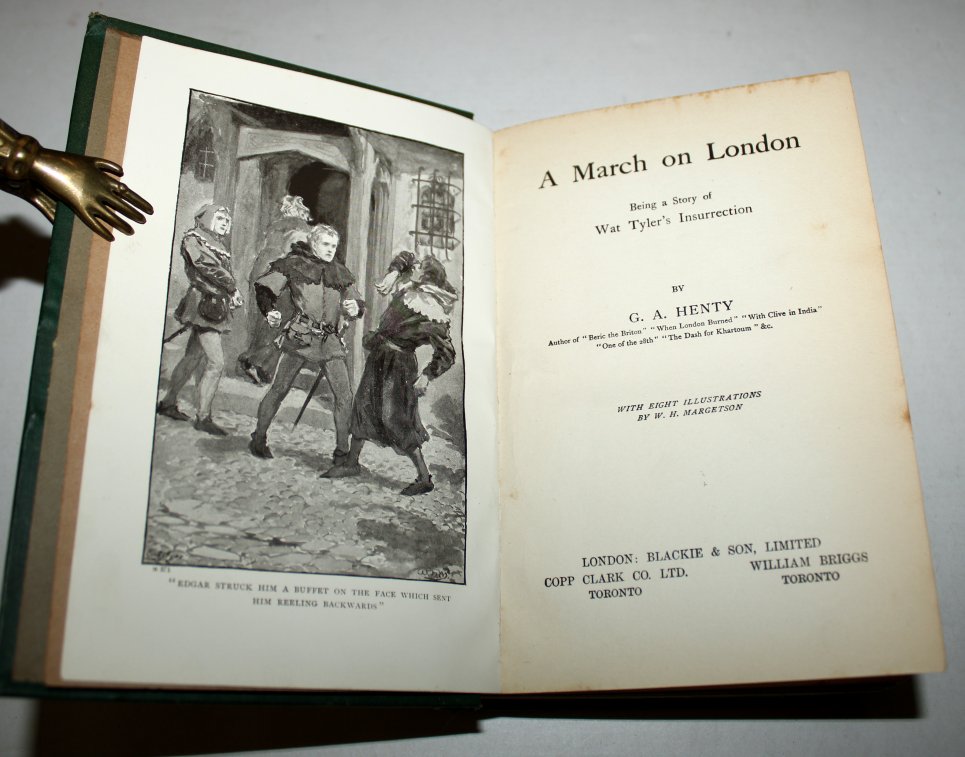 "EDGAR STRUCK HIM A BUFFET ON THE FACE WHICH SENT
HIM REELING BACKWARDS"
A March on London
Being a Story of
Wat Tyler's Insurrection
BY
G. A. HENTY
Author of "Beric the Briton" "When London Burned" "With Clive in India"
"One of the 28th" "The Dash for Khartoum" &c.
WITH EIGHT ILLUSTRATIONS
BY W. H. MARGETSON
LONDON: BLACKIE & SON, LIMITED
COPP CLARK CO. LTD. WILLIAM BRIGGS
TORONTO TORONTO